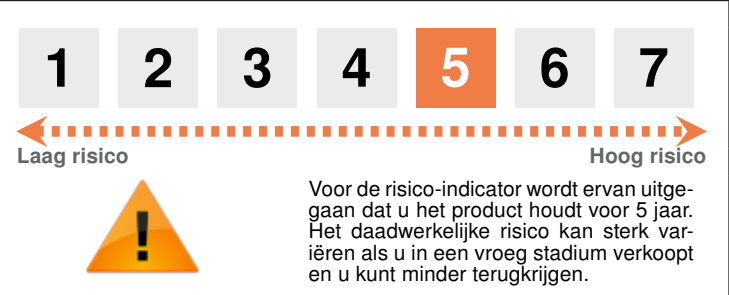 1 2 3 4 5 6 7
Laag risico Hoog risico
Voor de risico-indicator wordt ervan uitge-
gaan dat u het product houdt voor 5 jaar.
Het daadwerkelijke risico kan sterk var-
iëren als u in een vroeg stadium verkoopt
en u kunt minder terugkrijgen.